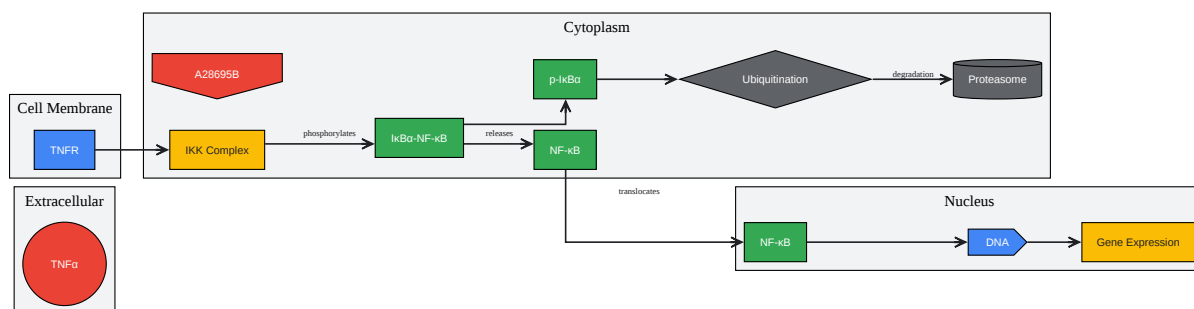 Cytoplasm
A28695B
p-IκBα
Ubiquitination
degradation
Proteasome
Cell Membrane
TNFR
IKK Complex
phosphorylates
IκBα-NF-κB
releases
NF-κB
translocates
Extracellular
TNFα
Nucleus
NF-κB
DNA
Gene Expression